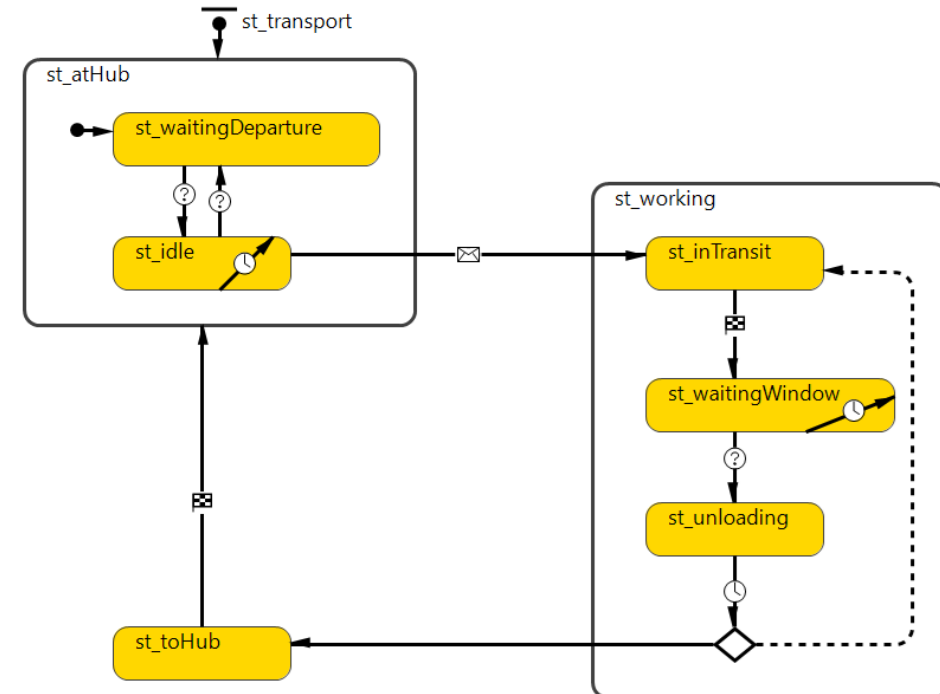 st_transport
st_atHub
st_waitingDeparture
?
?
st_working
st_idle
st_inTransit
st_waitingWindow
?
st_unloading
st_toHub